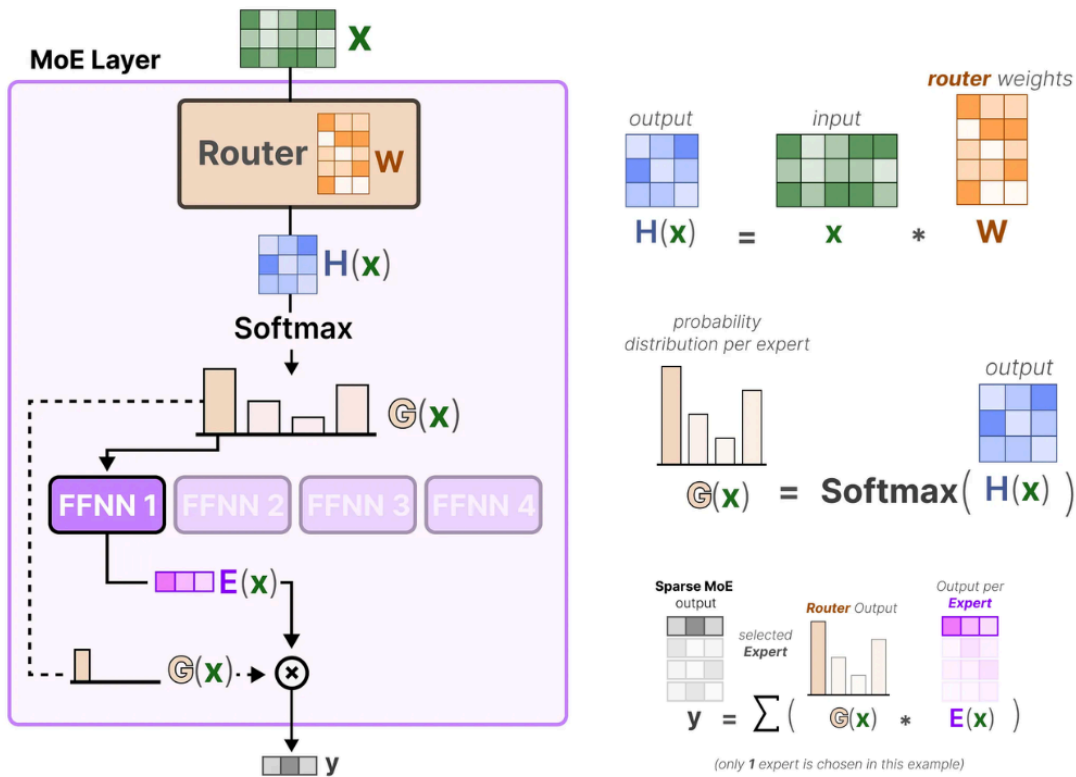 X
MoE Layer
Router W
H(x)
Softmax
G(x)
FFNN 1 FFNN 2 FFNN 3 FFNN 4
E(x)
G(x) ×
y
router weights
output input
H(x) = x * W
probability
distribution per expert
output
G(x) = Softmax( H(x) )
Sparse MoE
output
selected
Expert
Router Output
Output per
Expert
y = ∑ ( G(x) * E(x) )
(only 1 expert is chosen in this example)